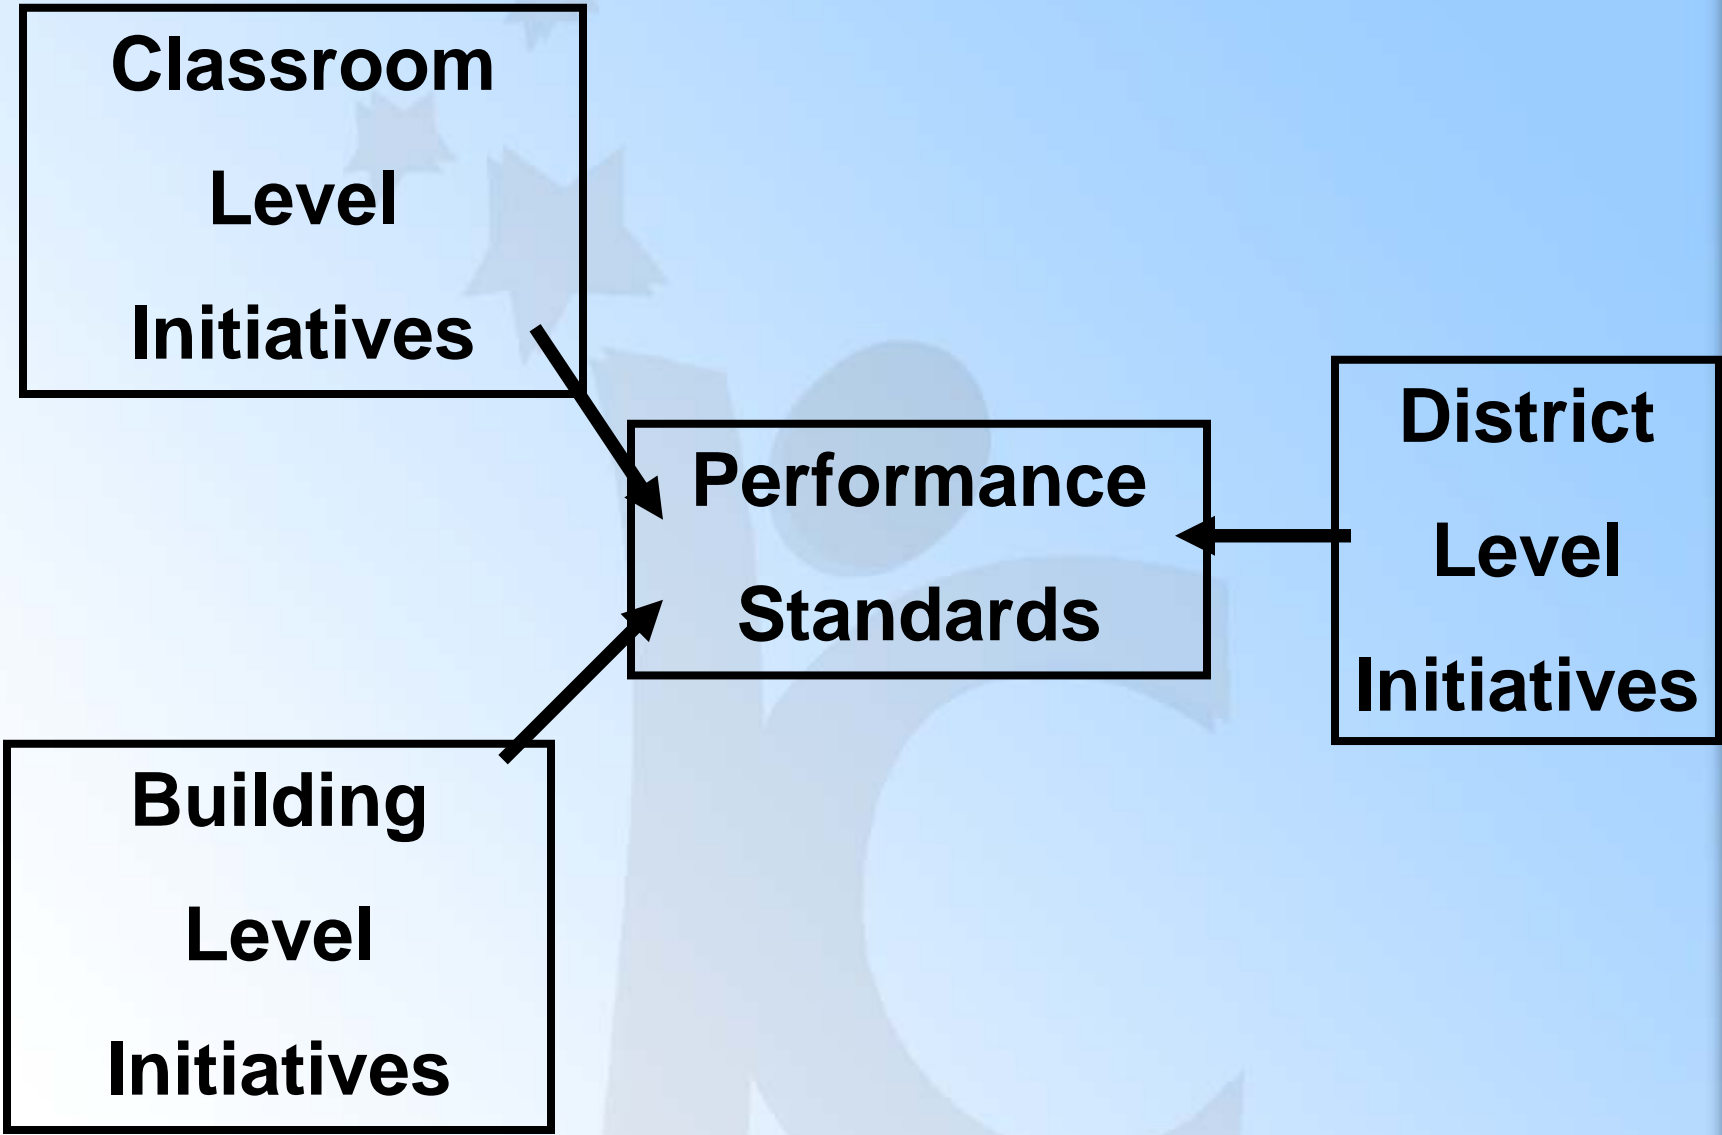 Classroom
Level
Initiatives
Performance
Standards
District
Level
Initiatives
Building
Level
Initiatives